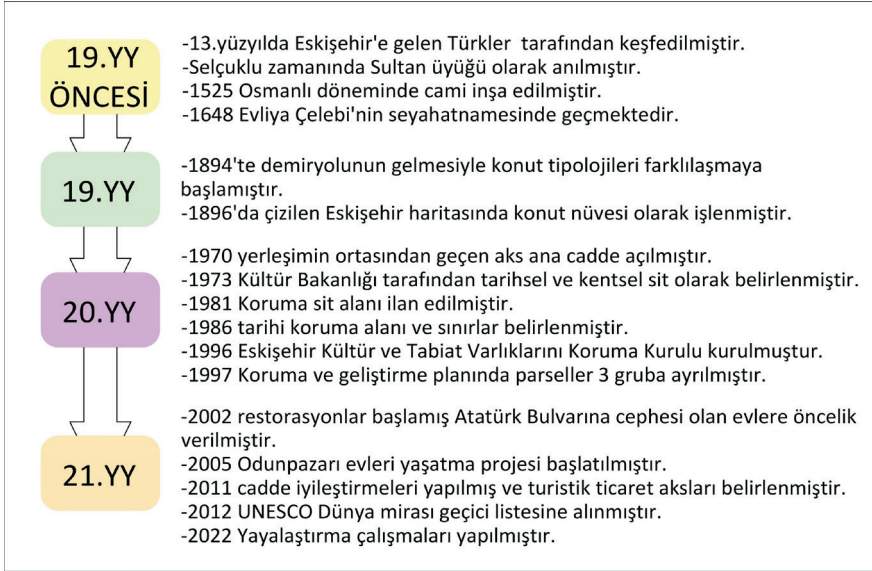 19.YY
ÖNCESİ
-13.yüzyılda Eskişehir'e gelen Türkler tarafından keşfedilmiştir.
-Selçuklu zamanında Sultan üyüğü olarak anılmıştır.
-1525 Osmanlı döneminde cami inşa edilmiştir.
-1648 Evliya Çelebi'nin seyahatnamesinde geçmektedir.
19.YY
-1894'te demiryolunun gelmesiyle konut tipolojileri farklılaşmaya
başlamıştır.
-1896'da çizilen Eskişehir haritasında konut nüvesi olarak işlenmiştir.
20.YY
-1970 yerleşimin ortasından geçen aks ana cadde açılmıştır.
-1973 Kültür Bakanlığı tarafından tarihsel ve kentsel sit olarak belirlenmiştir.
-1981 Koruma sit alanı ilan edilmiştir.
-1986 tarihi koruma alanı ve sınırlar belirlenmiştir.
-1996 Eskişehir Kültür ve Tabiat Varlıklarını Koruma Kurulu kurulmuştur.
-1997 Koruma ve geliştirme planında parseller 3 gruba ayrılmıştır.
21.YY
-2002 restorasyonlar başlamış Atatürk Bulvarına cephesi olan evlere öncelik
verilmiştir.
-2005 Odunpazarı evleri yaşatma projesi başlatılmıştır.
-2011 cadde iyileştirmeleri yapılmış ve turistik ticaret aksları belirlenmiştir.
-2012 UNESCO Dünya mirası geçici listesine alınmıştır.
-2022 Yayalaştırma çalışmaları yapılmıştır.